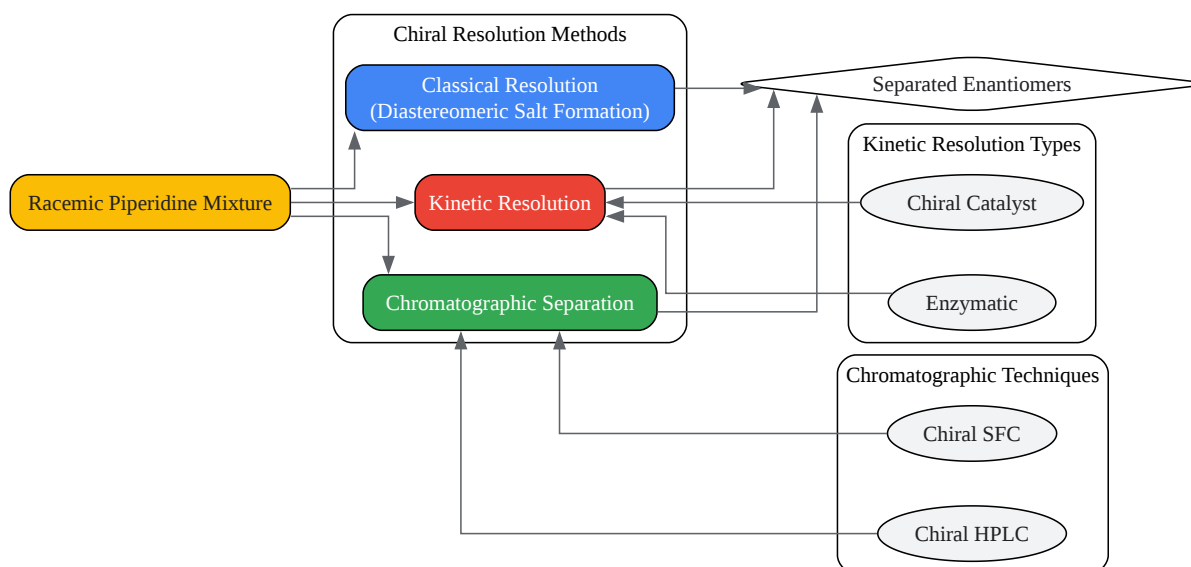 Chiral Resolution Methods
Classical Resolution
(Diastereomeric Salt Formation)
Separated Enantiomers
Kinetic Resolution Types
Racemic Piperidine Mixture
Kinetic Resolution
Chiral Catalyst
Chromatographic Separation
Enzymatic
Chromatographic Techniques
Chiral SFC
Chiral HPLC